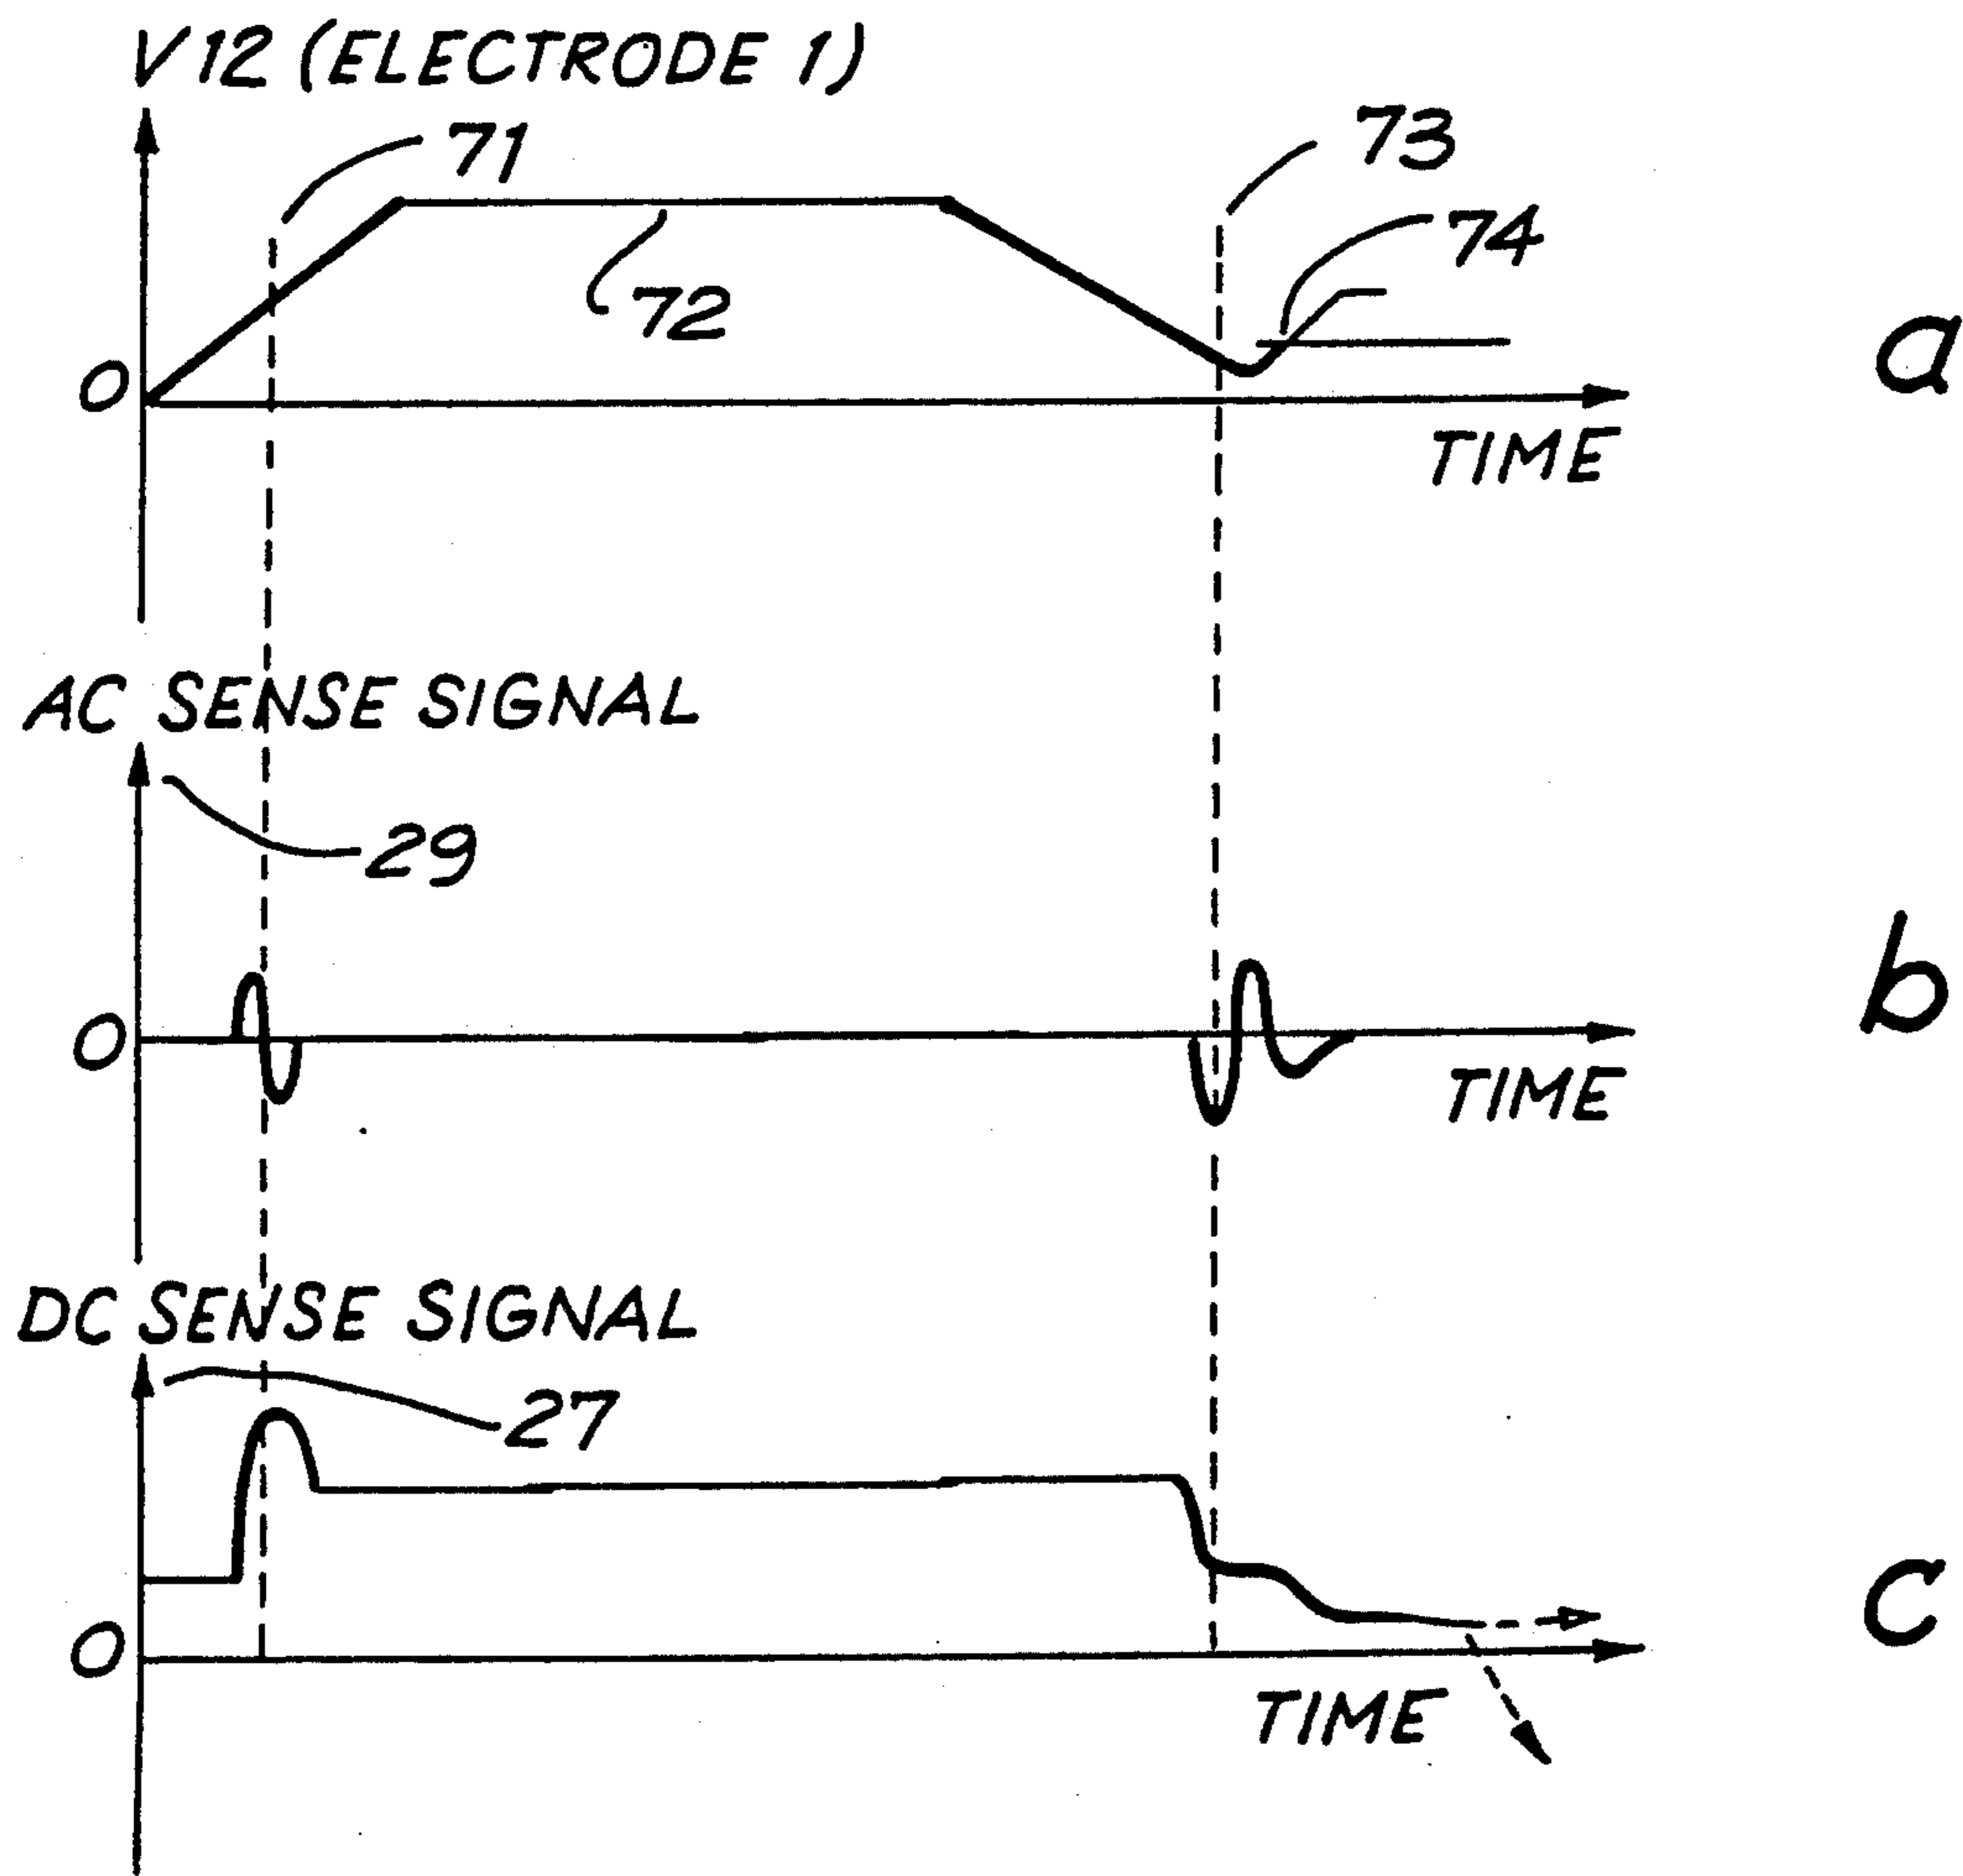 V12 (ELECTRODE 1)
71
73
74
72
0
a
TIME
AC SENSE SIGNAL
29
b
0
TIME
DC SENSE SIGNAL
27
c
0
TIME